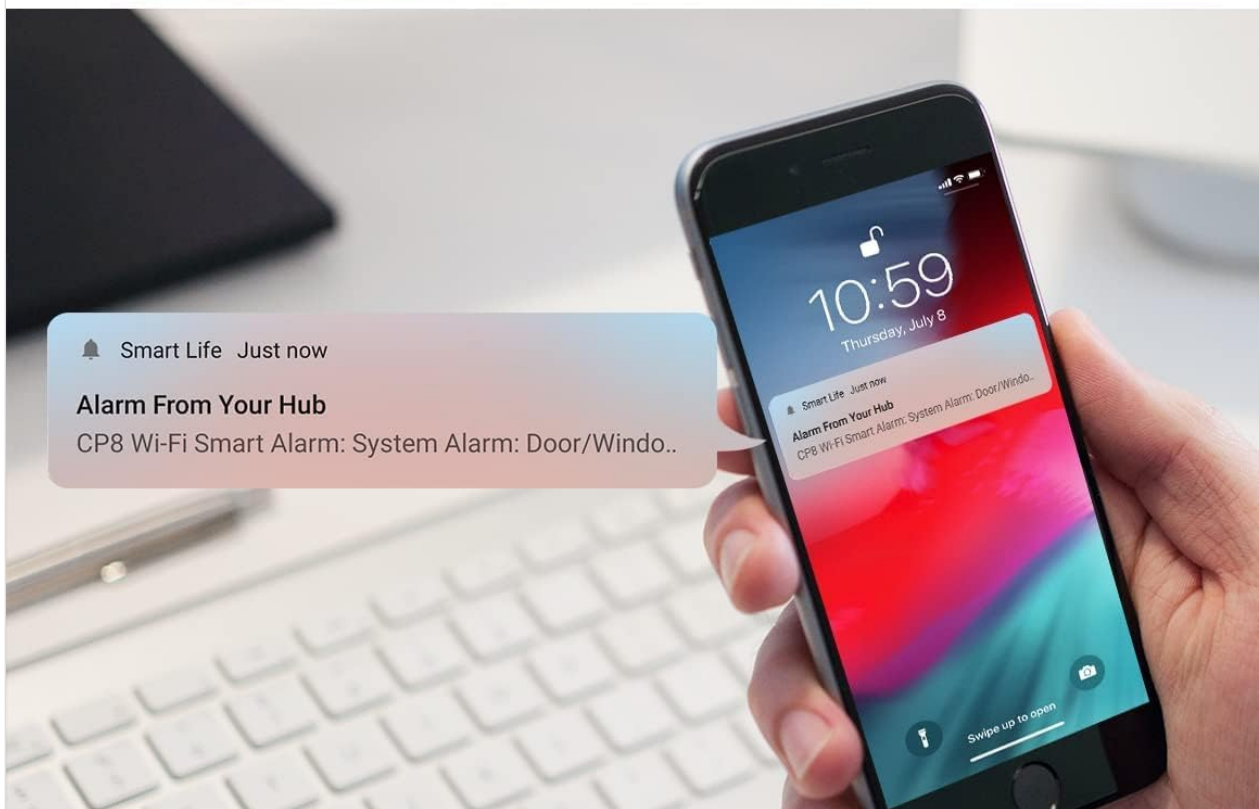 Smart Life Just now
Alarm From Your Hub
CP8 Wi-Fi Smart Alarm: System Alarm: Door/Windo..
10:59
Thursday, July 8
Smart Life Just now
Alarm From Your Hub
CP8 Wi-Fi Smart Alarm: System Alarm: Door/Windo..
Swipe up to open